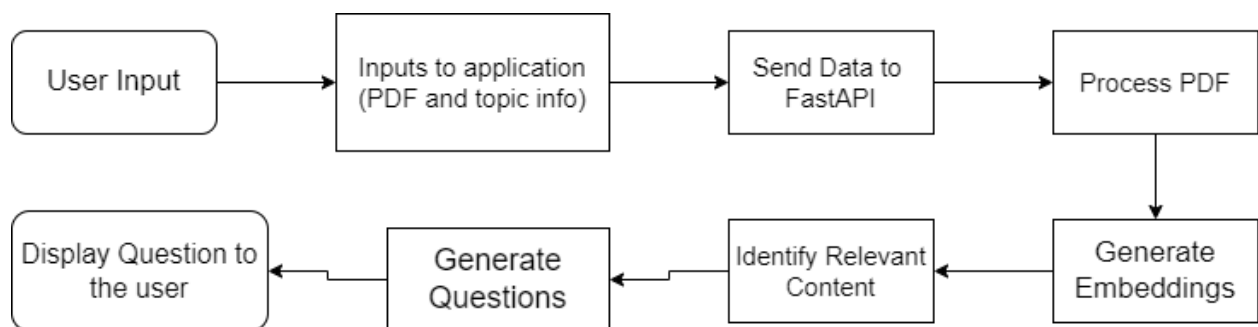 User Input
Inputs to application
(PDF and topic info)
Send Data to
FastAPI
Process PDF
Generate
Embeddings
Identify Relevant
Content
Generate
Questions
Display Question to
the user